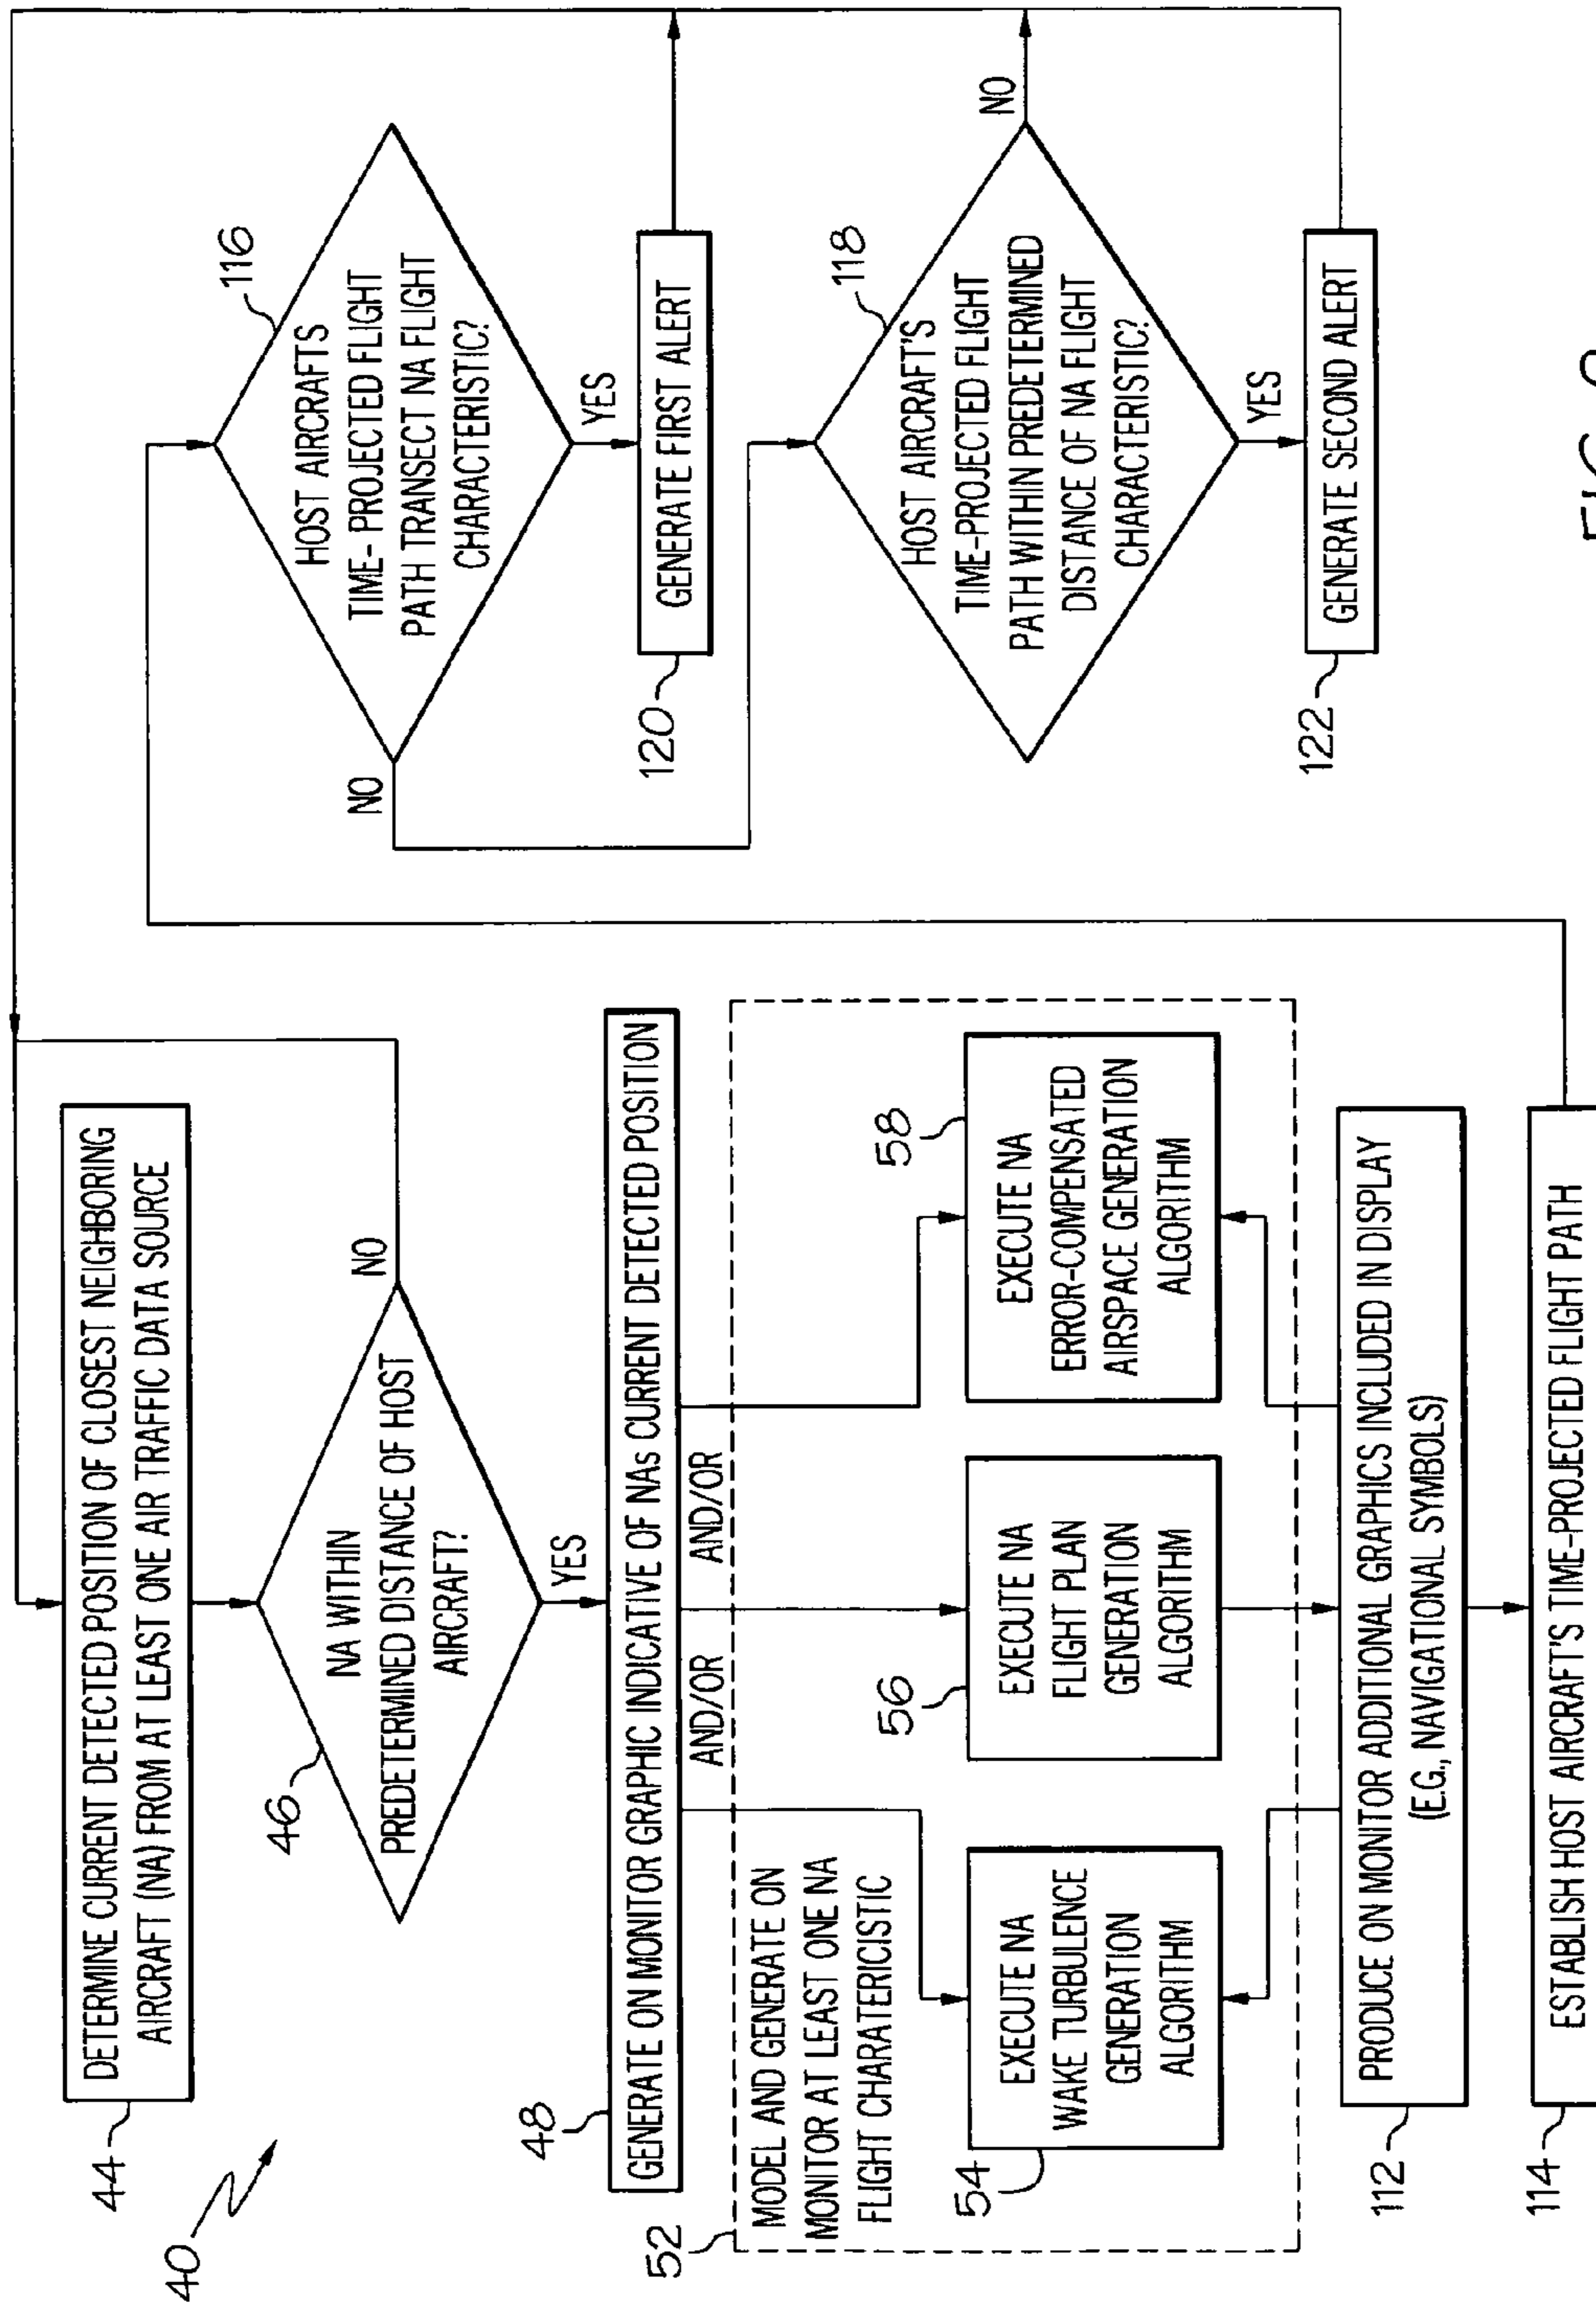 40
44
DETERMINE CURRENT DETECTED POSITION OF CLOSEST NEIGHBORING
AIRCRAFT (NA) FROM AT LEAST ONE AIR TRAFFIC DATA SOURCE
46
NA WITHIN
PREDETERMINED DISTANCE OF HOST
AIRCRAFT?
NO
YES
48
GENERATE ON MONITOR GRAPHIC INDICATIVE OF NAs CURRENT DETECTED POSITION
52
MODEL AND GENERATE ON
MONITOR AT LEAST ONE NA
FLIGHT CHARATERICISTIC
AND/OR
AND/OR
54
EXECUTE NA
WAKE TURBULENCE
GENERATION
ALGORITHM
56
EXECUTE NA
FLIGHT PLAN
GENERATION
ALGORITHM
58
EXECUTE NA
ERROR-COMPENSATED
AIRSPACE GENERATION
ALGORITHM
112
PRODUCE ON MONITOR ADDITIONAL GRAPHICS INCLUDED IN DISPLAY
(E.G., NAVIGATIONAL SYMBOLS)
114
ESTABLISH HOST AIRCRAFT'S TIME-PROJECTED FLIGHT PATH
116
HOST AIRCRAFTS
TIME- PROJECTED FLIGHT
PATH TRANSECT NA FLIGHT
CHARACTERISTIC?
NO
YES
120
GENERATE FIRST ALERT
118
HOST AIRCRAFT'S
TIME-PROJECTED FLIGHT
PATH WITHIN PREDETERMINED
DISTANCE OF NA FLIGHT
CHARACTERISTIC?
NO
YES
122
GENERATE SECOND ALERT
FIG.